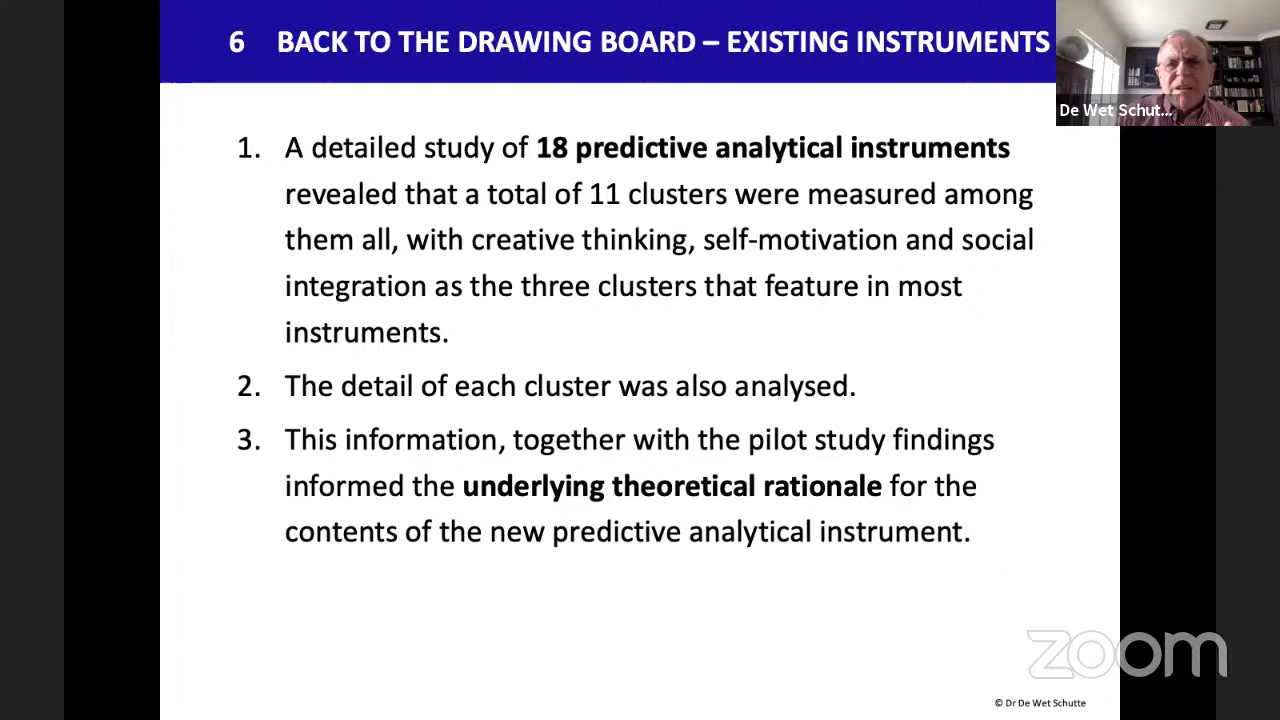 6 BACK TO THE DRAWING BOARD – EXISTING INSTRUMENTS
De Wet Schut...
1. A detailed study of 18 predictive analytical instruments
revealed that a total of 11 clusters were measured among
them all, with creative thinking, self-motivation and social
integration as the three clusters that feature in most
instruments.
2. The detail of each cluster was also analysed.
3. This information, together with the pilot study findings
informed the underlying theoretical rationale for the
contents of the new predictive analytical instrument.
zoom
© Dr De Wet Schutte